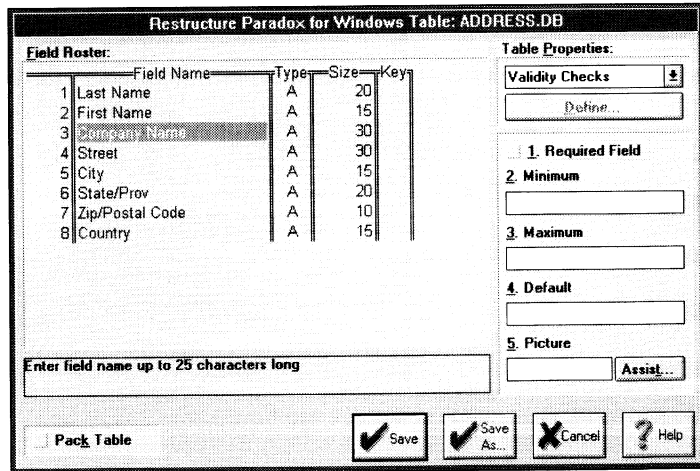 Restructure Paradox for Windows Table: ADDRESS.DB
Field Roster:
Field Name Type Size Key
1 Last Name A 20
2 First Name A 15
3 Company Name A 30
4 Street A 30
5 City A 15
6 State/Prov A 20
7 Zip/Postal Code A 10
8 Country A 15
Enter field name up to 25 characters long
Pack Table
Table Properties:
Validity Checks
Define...
1. Required Field
2. Minimum
3. Maximum
4. Default
5. Picture
Assist...
Save
Save As...
Cancel
Help